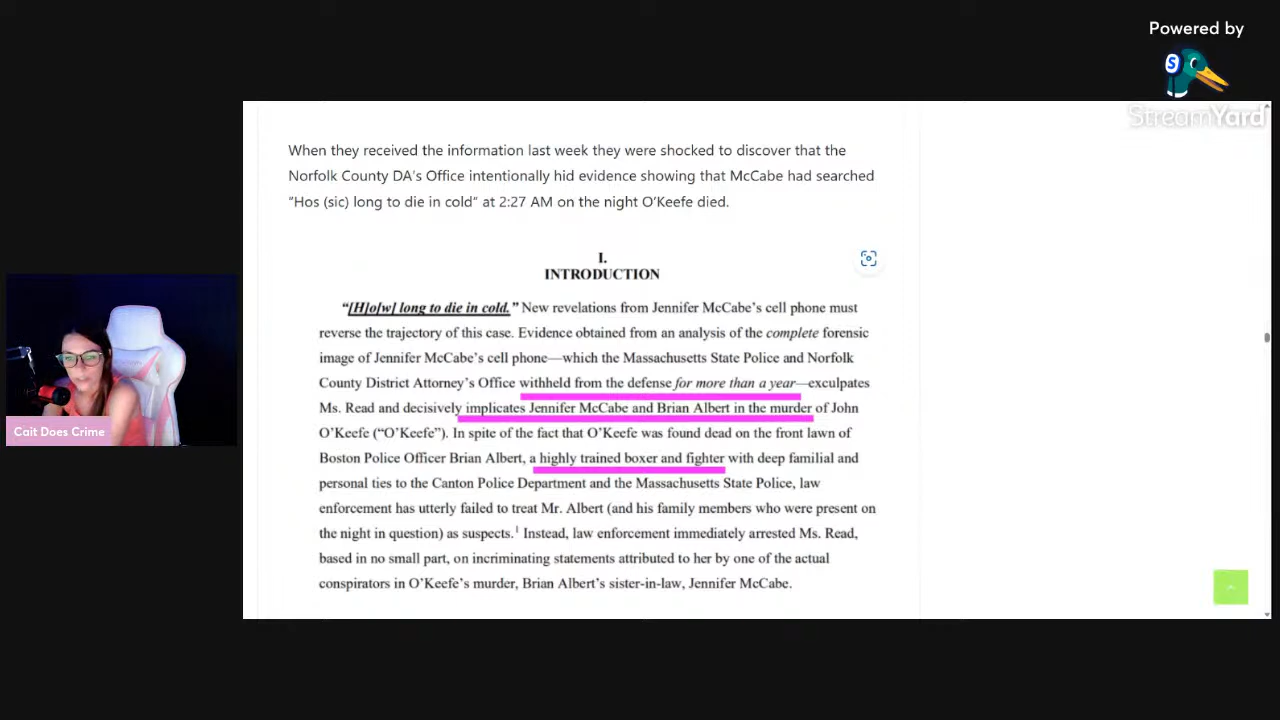 Powered by
S
StreamYard
When they received the information last week they were shocked to discover that the
Norfolk County DA's Office intentionally hid evidence showing that McCabe had searched
"Hos (sic) long to die in cold" at 2:27 AM on the night O'Keefe died.
I.
INTRODUCTION
"[H]o[w] long to die in cold." New revelations from Jennifer McCabe's cell phone must
reverse the trajectory of this case. Evidence obtained from an analysis of the complete forensic
image of Jennifer McCabe's cell phone—which the Massachusetts State Police and Norfolk
County District Attorney's Office withheld from the defense for more than a year—exculpates
Ms. Read and decisively implicates Jennifer McCabe and Brian Albert in the murder of John
O'Keefe ("O'Keefe"). In spite of the fact that O'Keefe was found dead on the front lawn of
Boston Police Officer Brian Albert, a highly trained boxer and fighter with deep familial and
personal ties to the Canton Police Department and the Massachusetts State Police, law
enforcement has utterly failed to treat Mr. Albert (and his family members who were present on
the night in question) as suspects.¹ Instead, law enforcement immediately arrested Ms. Read,
based in no small part, on incriminating statements attributed to her by one of the actual
conspirators in O'Keefe's murder, Brian Albert's sister-in-law, Jennifer McCabe.
Cait Does Crime